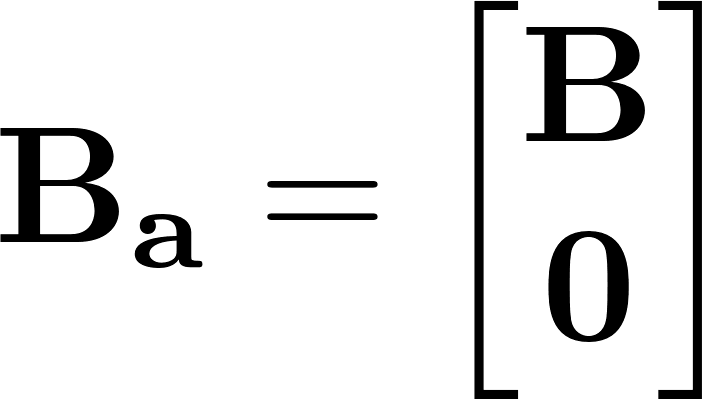 B_a = [B
0]